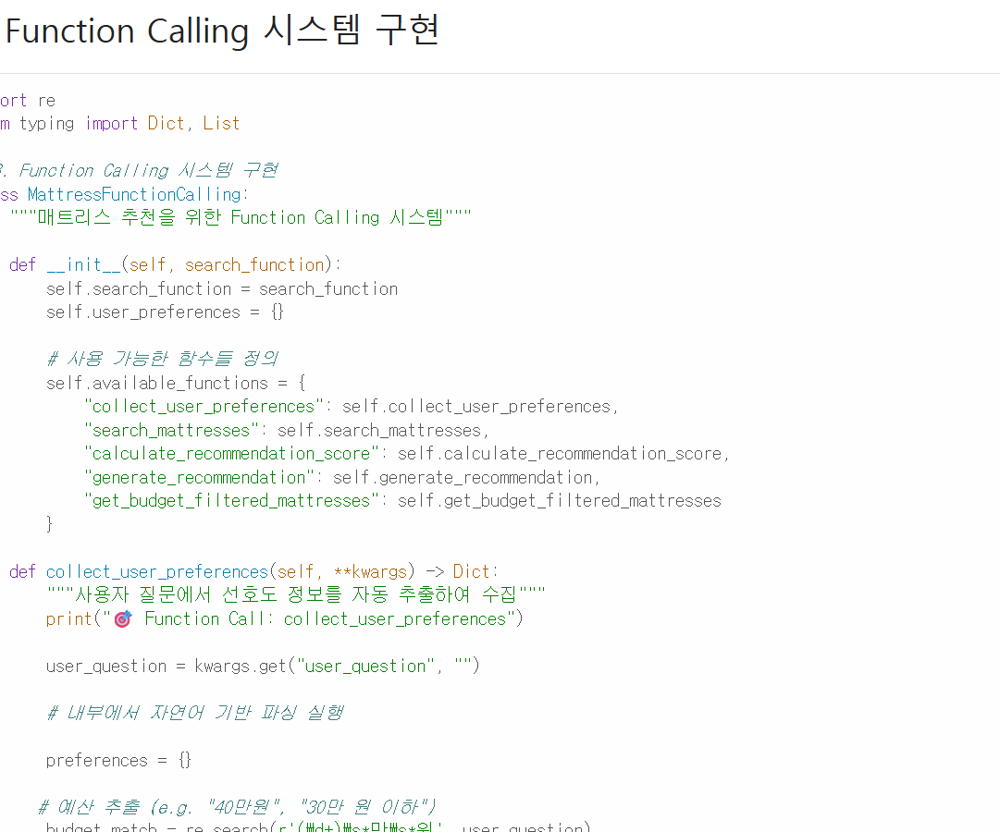 Function Calling 시스템 구현
ort re
m typing import Dict, List
3. Function Calling 시스템 구현
ss MattressFunctionCalling:
"""매트리스 추천을 위한 Function Calling 시스템"""
def __init__(self, search_function):
self.search_function = search_function
self.user_preferences = {}
# 사용 가능한 함수들 정의
self.available_functions = {
"collect_user_preferences": self.collect_user_preferences,
"search_mattresses": self.search_mattresses,
"calculate_recommendation_score": self.calculate_recommendation_score,
"generate_recommendation": self.generate_recommendation,
"get_budget_filtered_mattresses": self.get_budget_filtered_mattresses
}
def collect_user_preferences(self, **kwargs) -> Dict:
"""사용자 질문에서 선호도 정보를 자동 추출하여 수집"""
print("🎯 Function Call: collect_user_preferences")
user_question = kwargs.get("user_question", "")
# 내부에서 자연어 기반 파싱 실행
preferences = {}
# 예산 추출 (e.g. "40만원", "30만 원 이하")
budget_match = re.search(r'(₩d+)₩s*만₩s*원', user_question)